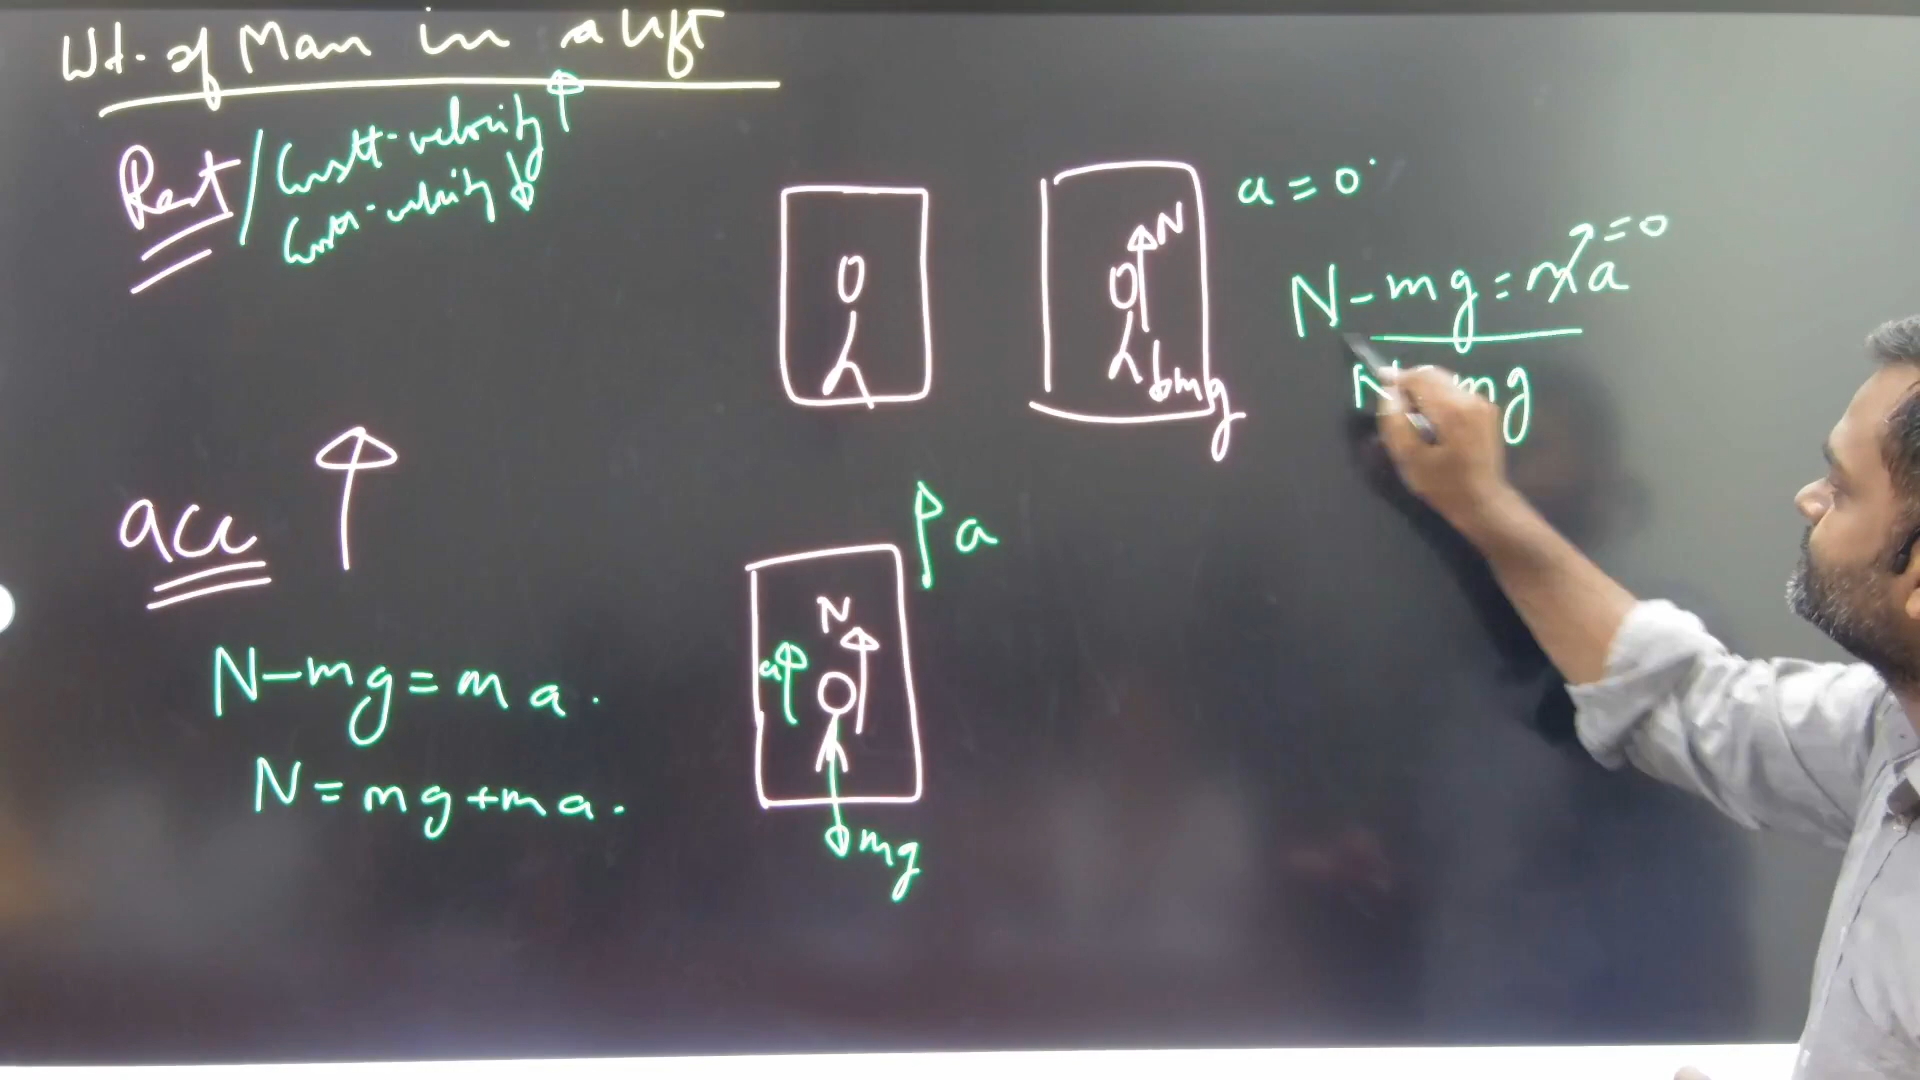 Wt. of Man in a lift
Rest / Constt-velocity ↑
Const-velocity ↓
a = 0
N
N - mg = ma = 0
mg
N = mg
acc ↑
a
N
a
N - mg = ma.
N = mg + ma.
mg